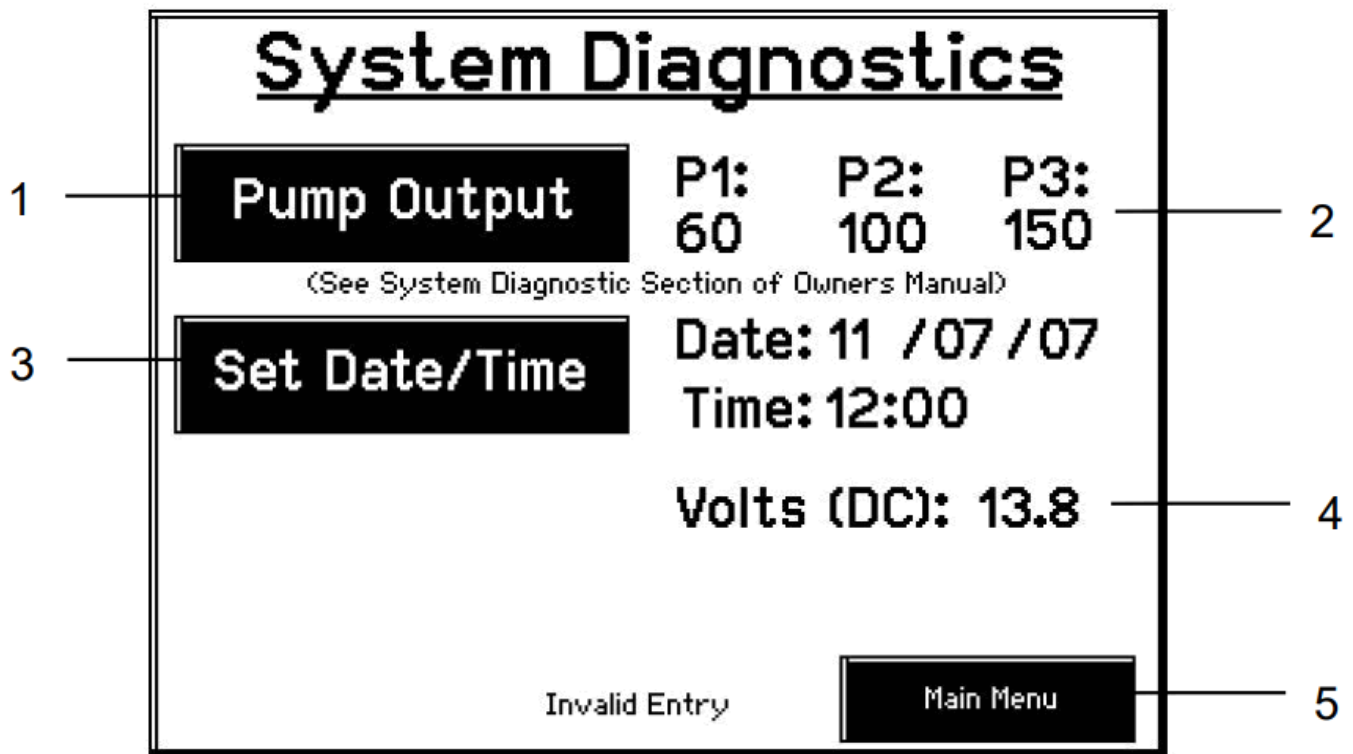 System Diagnostics
1 Pump Output P1: P2: P3:
60 100 150 2
(See System Diagnostic Section of Owners Manual)
3 Set Date/Time Date: 11 /07/07
Time: 12:00
Volts (DC): 13.8 4
Invalid Entry Main Menu 5